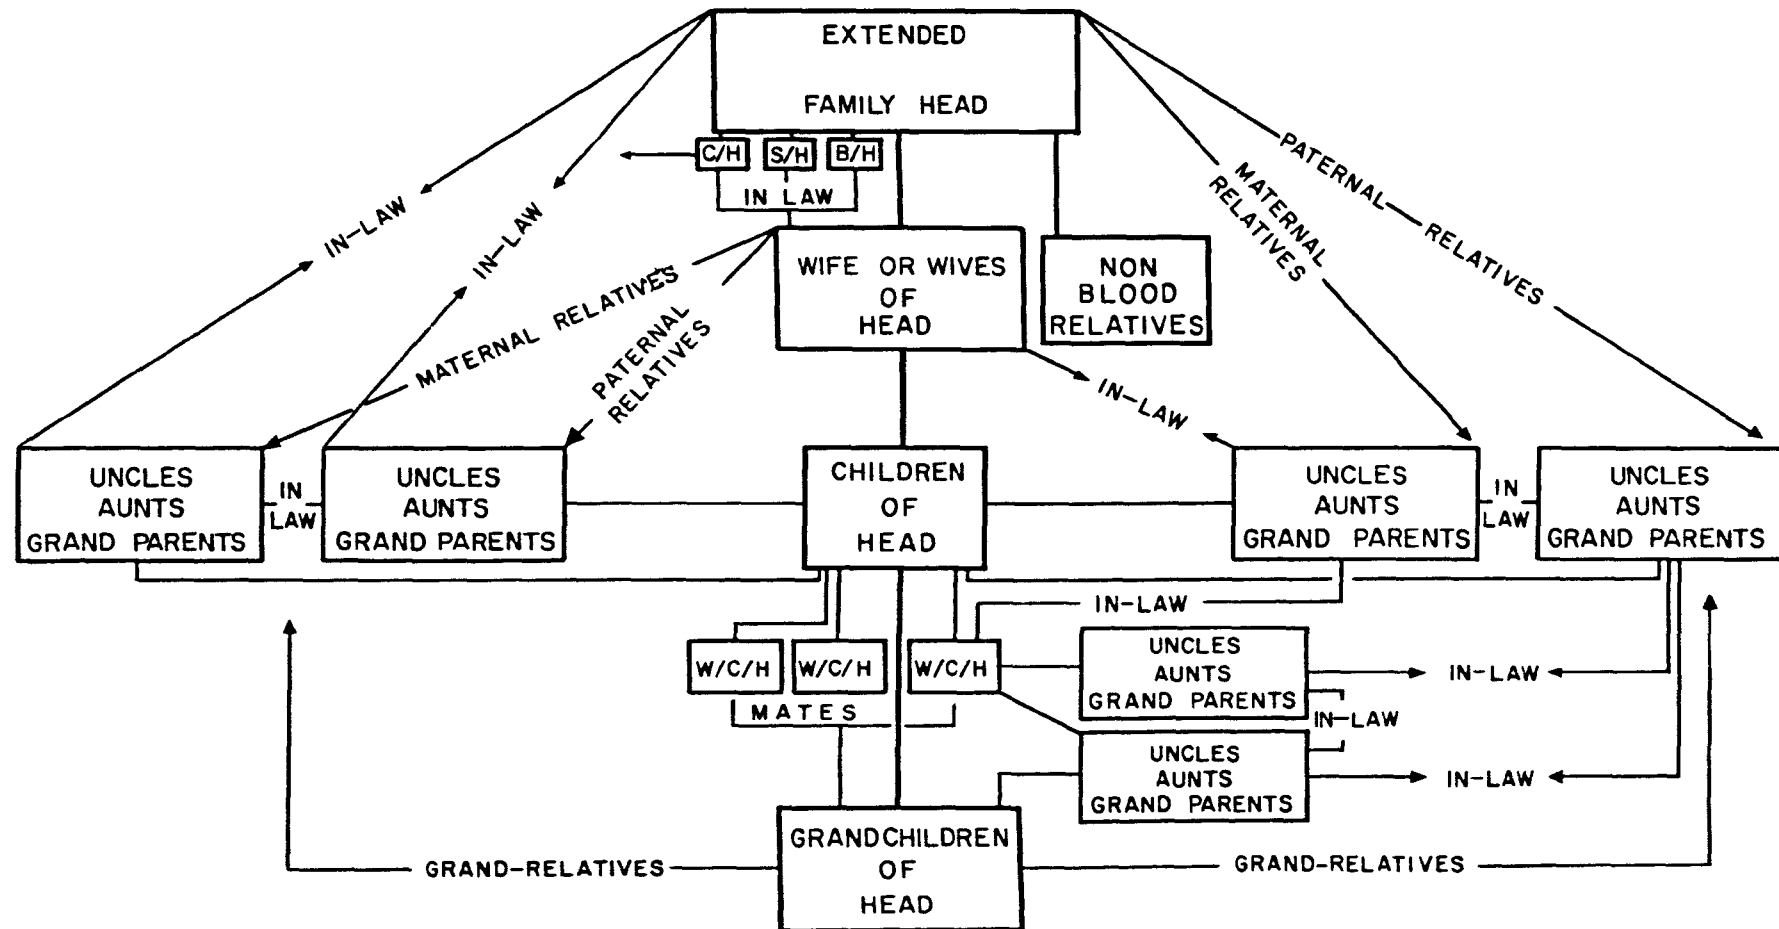 EXTENDED
FAMILY HEAD
C/H
S/H
B/H
IN LAW
IN-LAW
IN-LAW
MATERNAL RELATIVES
PATERNAL
RELATIVES
WIFE OR WIVES
OF
HEAD
NON
BLOOD
RELATIVES
MATERNAL
RELATIVES
PATERNAL RELATIVES
IN-LAW
UNCLES
AUNTS
GRAND PARENTS
IN
LAW
UNCLES
AUNTS
GRAND PARENTS
CHILDREN
OF
HEAD
UNCLES
AUNTS
GRAND PARENTS
IN
LAW
UNCLES
AUNTS
GRAND PARENTS
IN-LAW
W/C/H
W/C/H
W/C/H
MATES
UNCLES
AUNTS
GRAND PARENTS
IN-LAW
IN-LAW
UNCLES
AUNTS
GRAND PARENTS
IN-LAW
GRAND-RELATIVES
GRANDCHILDREN
OF
HEAD
GRAND-RELATIVES